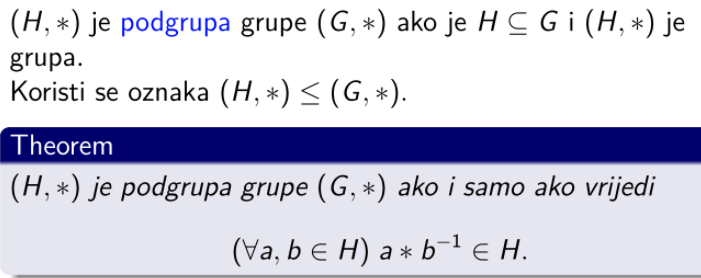 (H, ∗) je podgrupa grupe (G, ∗) ako je H ⊆ G i (H, ∗) je
grupa.
Koristi se oznaka (H, ∗) ≤ (G, ∗).
Theorem
(H, ∗) je podgrupa grupe (G, ∗) ako i samo ako vrijedi
(∀a, b ∈ H) a ∗ b⁻¹ ∈ H.